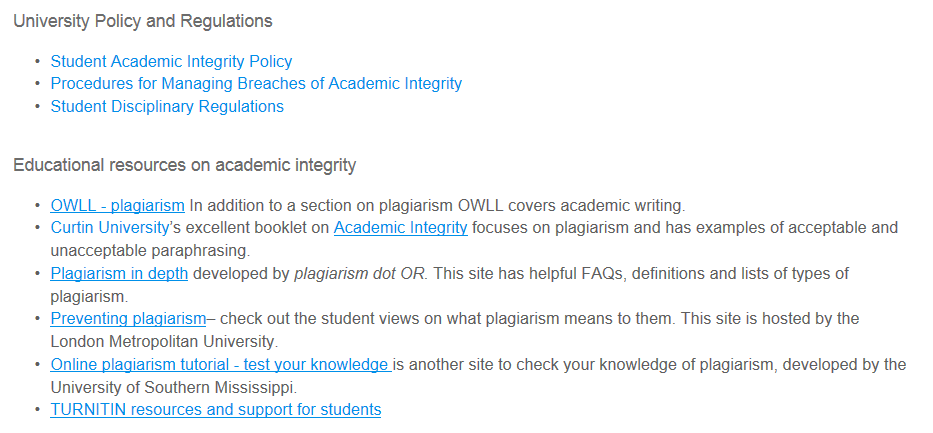 University Policy and Regulations
• Student Academic Integrity Policy
• Procedures for Managing Breaches of Academic Integrity
• Student Disciplinary Regulations
Educational resources on academic integrity
• OWLL - plagiarism In addition to a section on plagiarism OWLL covers academic writing.
• Curtin University's excellent booklet on Academic Integrity focuses on plagiarism and has examples of acceptable and
unacceptable paraphrasing.
• Plagiarism in depth developed by plagiarism dot OR. This site has helpful FAQs, definitions and lists of types of
plagiarism.
• Preventing plagiarism– check out the student views on what plagiarism means to them. This site is hosted by the
London Metropolitan University.
• Online plagiarism tutorial - test your knowledge is another site to check your knowledge of plagiarism, developed by the
University of Southern Mississippi.
• TURNITIN resources and support for students